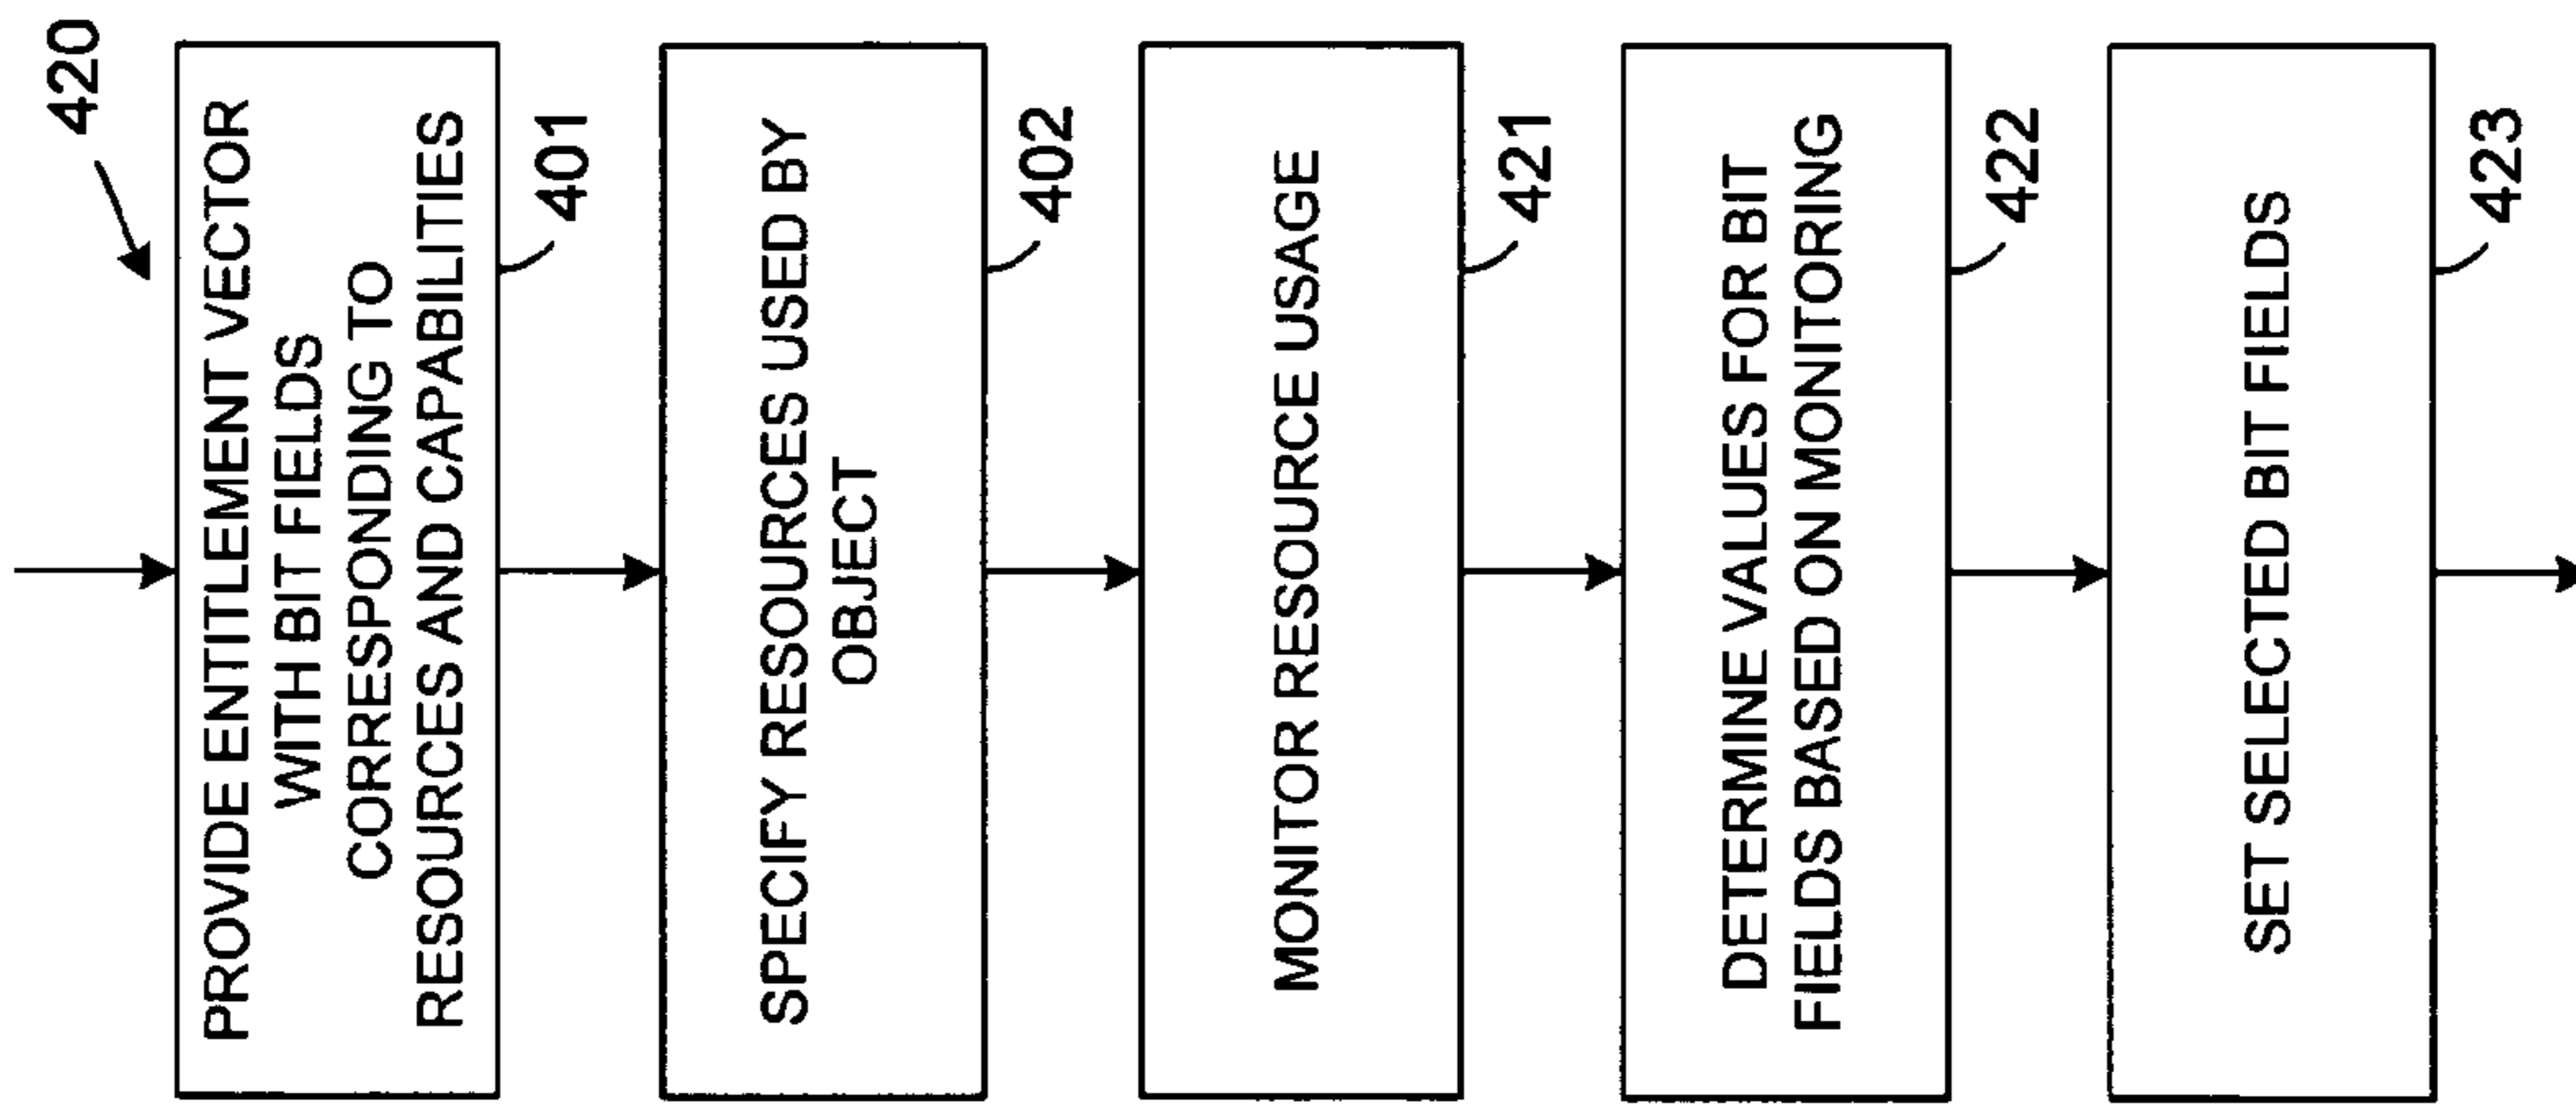 420
PROVIDE ENTITLEMENT VECTOR
WITH BIT FIELDS
CORRESPONDING TO
RESOURCES AND CAPABILITIES
401
SPECIFY RESOURCES USED BY
OBJECT
402
MONITOR RESOURCE USAGE
421
DETERMINE VALUES FOR BIT
FIELDS BASED ON MONITORING
422
SET SELECTED BIT FIELDS
423